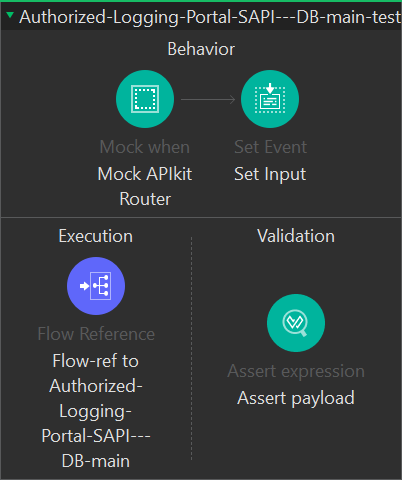 Authorized-Logging-Portal-SAPI---DB-main-test
Behavior
Mock when
Mock APIkit
Router
Set Event
Set Input
Execution
Flow Reference
Flow-ref to
Authorized-
Logging-
Portal-SAPI---
DB-main
Validation
Assert expression
Assert payload